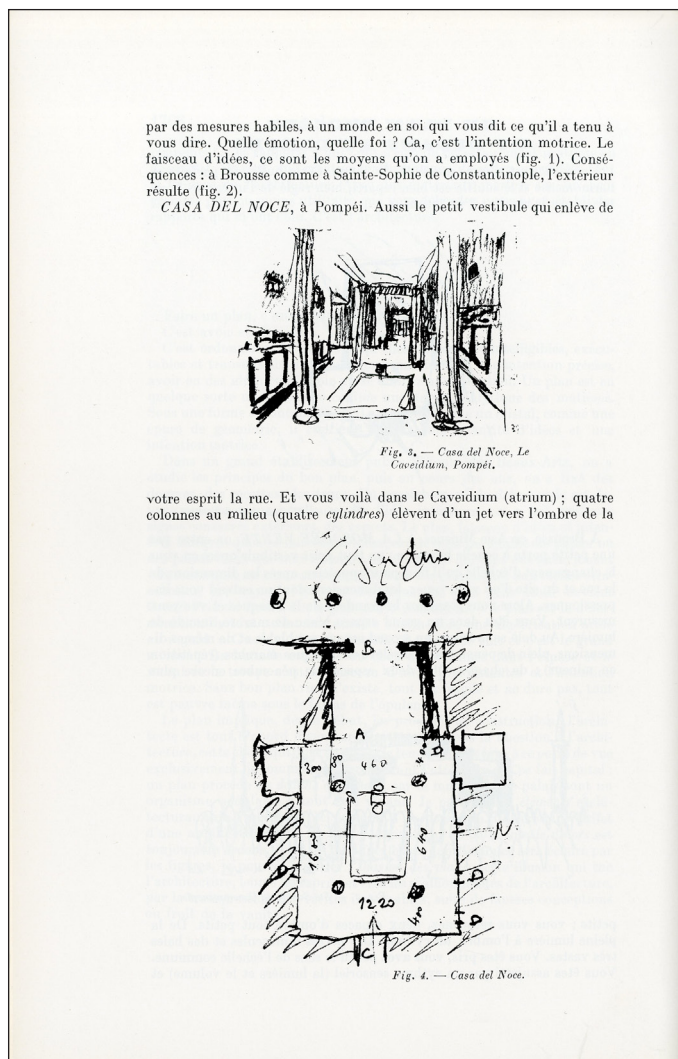 par des mesures habiles, à un monde en soi qui vous dit ce qu'il a tenu à
vous dire. Quelle émotion, quelle foi ? Ca, c'est l'intention motrice. Le
faisceau d'idées, ce sont les moyens qu'on a employés (fig. 1). Consé-
quences : à Brousse comme à Sainte-Sophie de Constantinople, l'extérieur
résulte (fig. 2).
CASA DEL NOCE, à Pompéi. Aussi le petit vestibule qui enlève de
3.
Fig. 3. — Casa del Noce, Le
Caveidium, Pompéi.
votre esprit la rue. Et vous voilà dans le Caveidium (atrium) ; quatre
colonnes au milieu (quatre cylindres) élèvent d'un jet vers l'ombre de la
B
A
D
300
80
460
400
N.
640
D
D
D
1220
400
C
Fig. 4. — Casa del Noce.